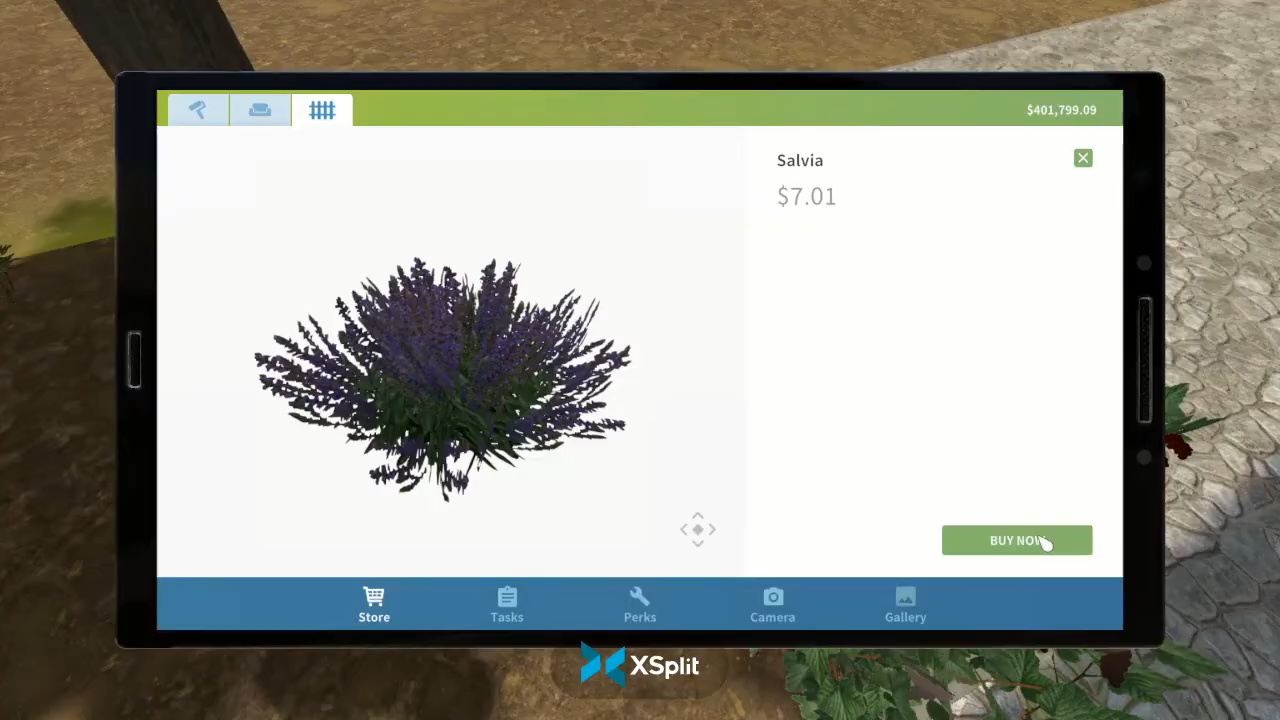 $401,799.09
Salvia
$7.01
BUY NOW
Store
Tasks
Perks
Camera
Gallery
XSplit